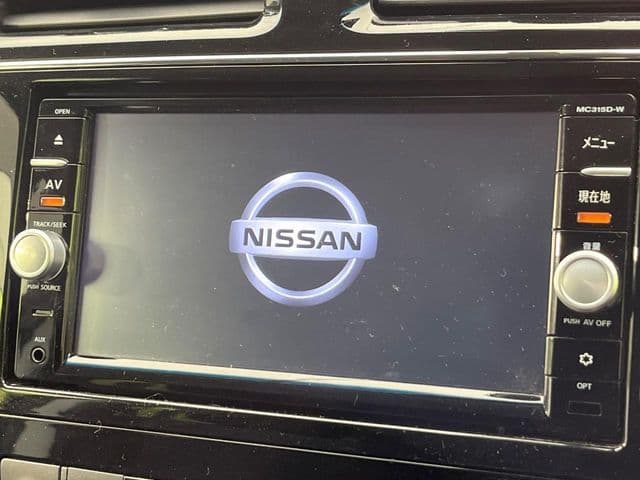 OPEN
MC315D-W
メニュー
AV
現在地
TRACK/SEEK
音量
NISSAN
PUSH SOURCE
PUSH AV OFF
AUX
OPT